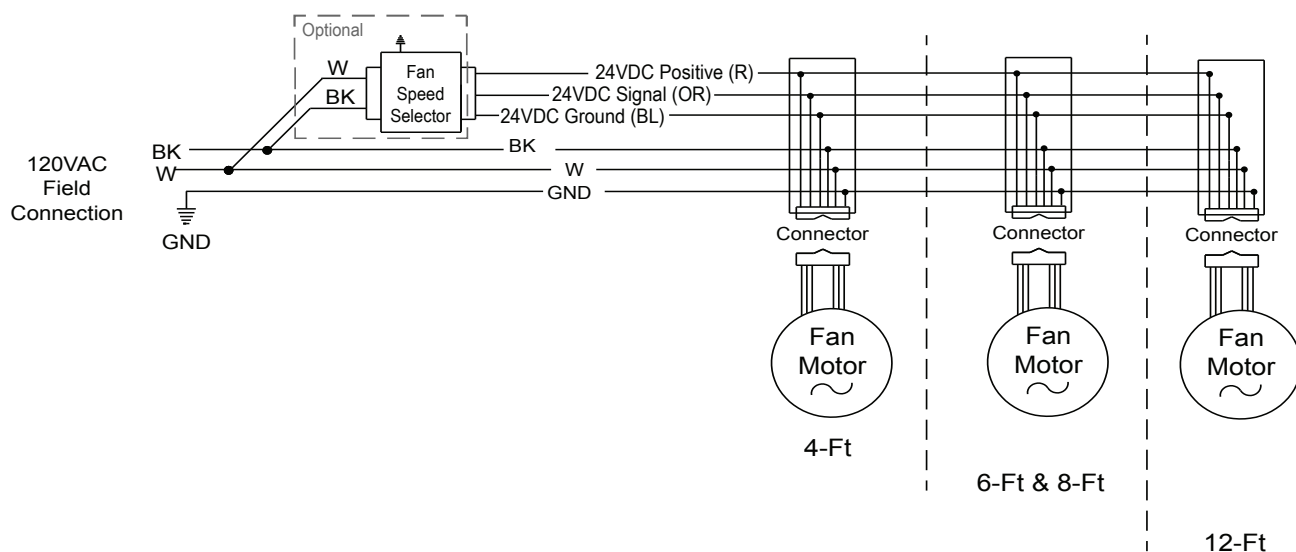 Optional
W
BK
Fan
Speed
Selector
24VDC Positive (R)
24VDC Signal (OR)
24VDC Ground (BL)
BK
W
BK
W
GND
120VAC
Field
Connection
GND
Connector
Connector
Connector
Fan
Motor
Fan
Motor
Fan
Motor
4-Ft
6-Ft & 8-Ft
12-Ft